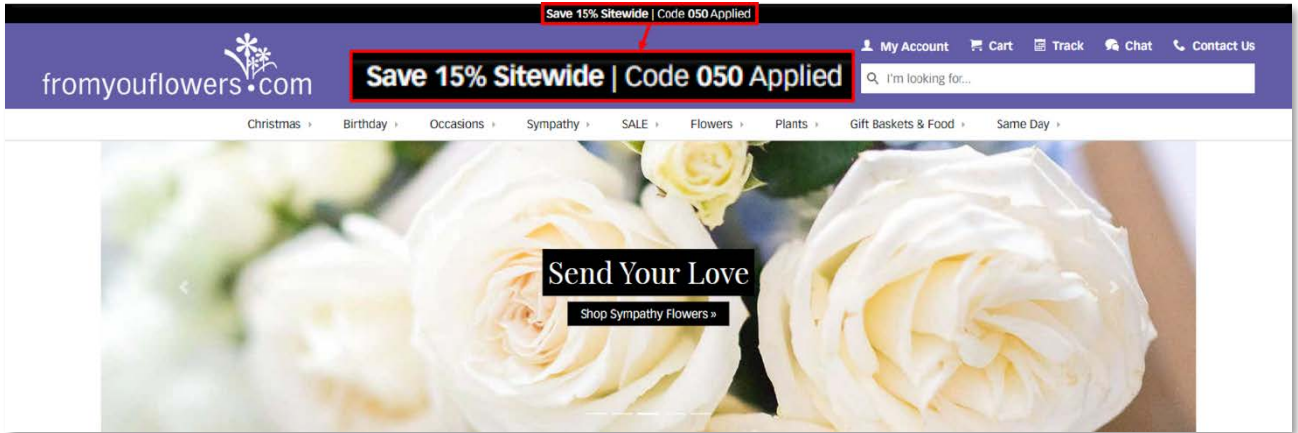 Save 15% Sitewide | Code 050 Applied
My Account Cart Track Chat Contact Us
fromyouflowers.com
Save 15% Sitewide | Code 050 Applied
I'm looking for...
Christmas Birthday Occasions Sympathy SALE Flowers Plants Gift Baskets & Food Same Day
Send Your Love
Shop Sympathy Flowers »